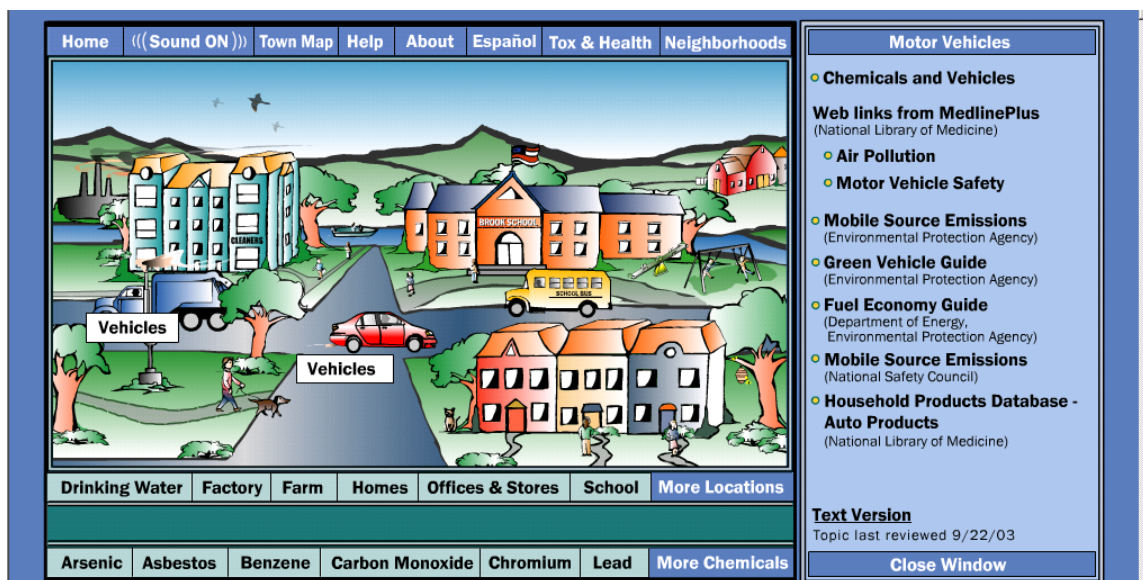 Home (((Sound ON))) Town Map Help About Español Tox & Health Neighborhoods
BROOK SCHOOL
CLEANERS
SCHOOL BUS
Vehicles
Vehicles
Drinking Water Factory Farm Homes Offices & Stores School More Locations
Arsenic Asbestos Benzene Carbon Monoxide Chromium Lead More Chemicals
Motor Vehicles
Chemicals and Vehicles
Web links from MedlinePlus
(National Library of Medicine)
Air Pollution
Motor Vehicle Safety
Mobile Source Emissions
(Environmental Protection Agency)
Green Vehicle Guide
(Environmental Protection Agency)
Fuel Economy Guide
(Department of Energy,
Environmental Protection Agency)
Mobile Source Emissions
(National Safety Council)
Household Products Database -
Auto Products
(National Library of Medicine)
Text Version
Topic last reviewed 9/22/03
Close Window